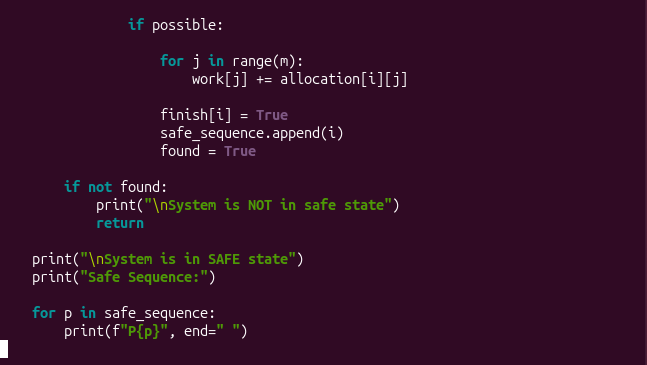 if possible:
for j in range(m):
work[j] += allocation[i][j]
finish[i] = True
safe_sequence.append(i)
found = True
if not found:
print("\nSystem is NOT in safe state")
return
print("\nSystem is in SAFE state")
print("Safe Sequence:")
for p in safe_sequence:
print(f"P{p}", end=" ")